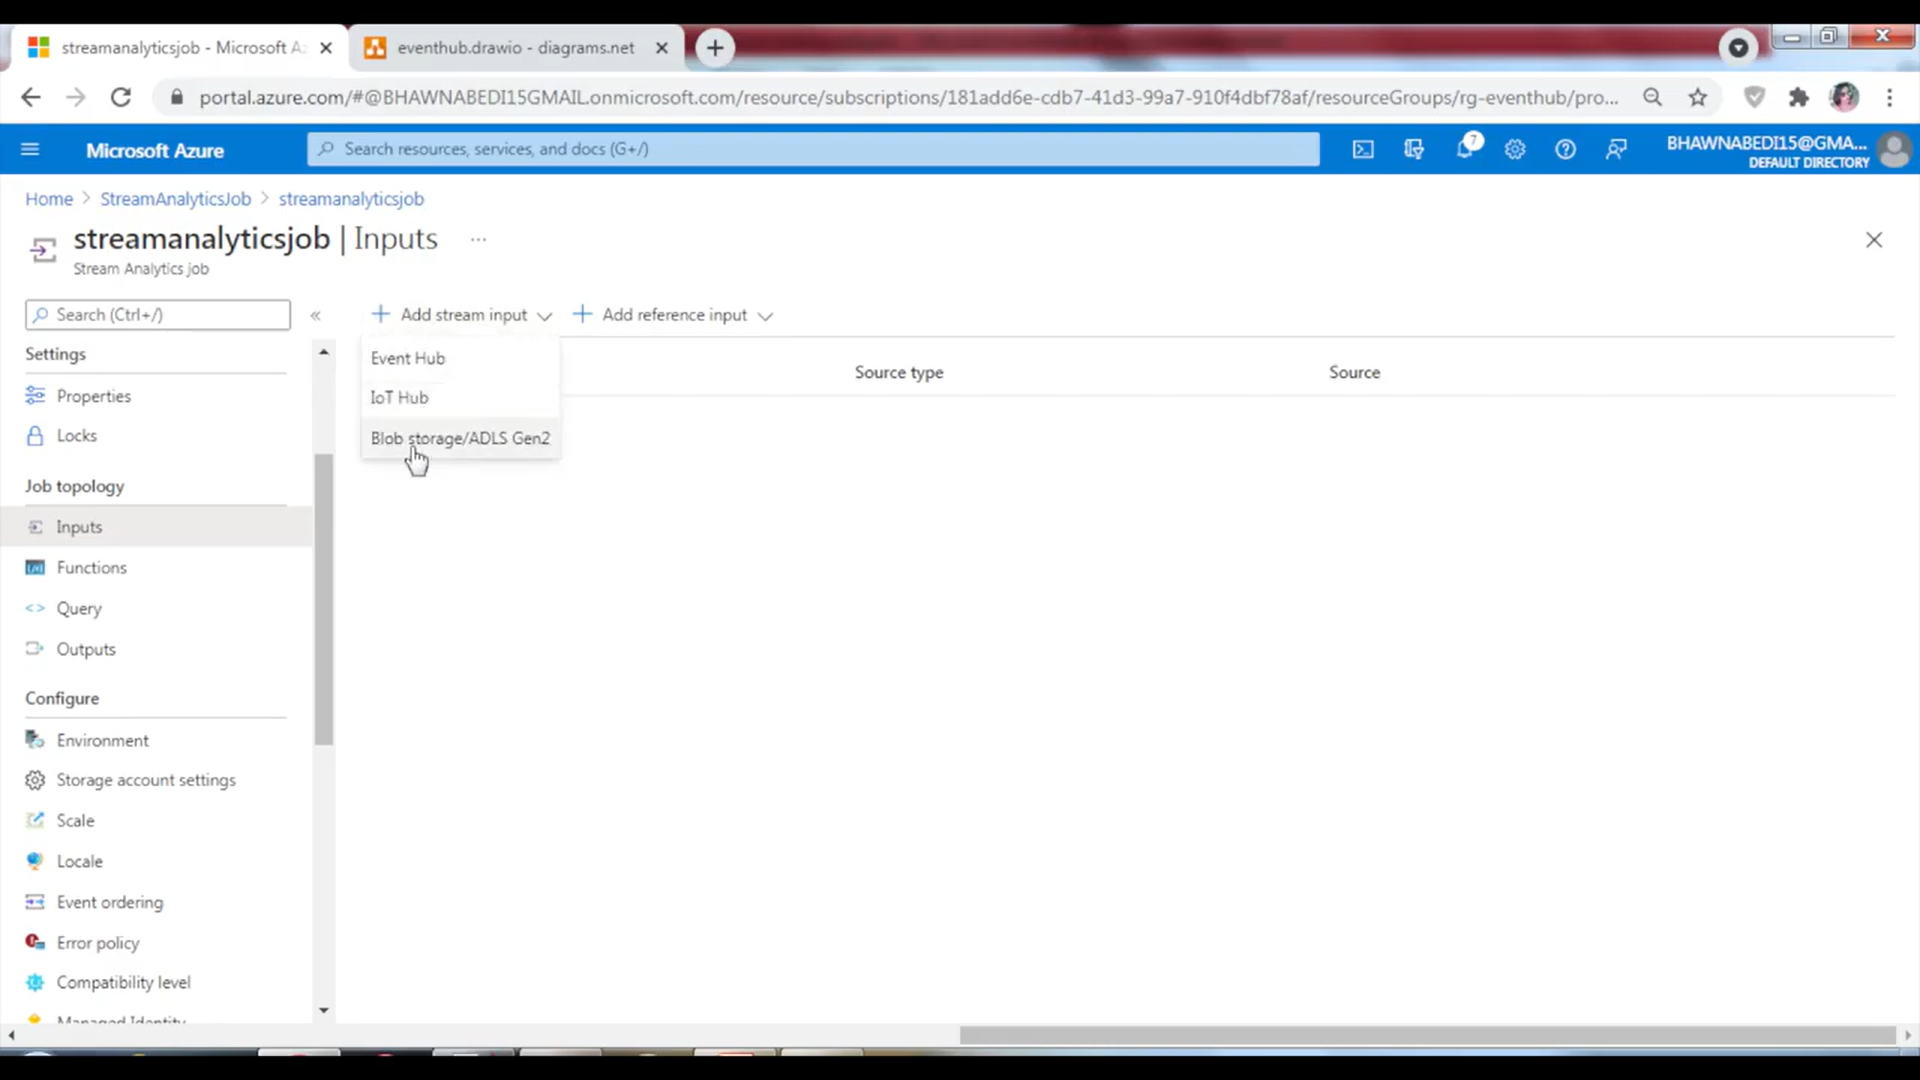 streamanalyticsjob - Microsoft Az
eventhub.drawio - diagrams.net
portal.azure.com/#@BHAWNABEDI15GMAIL.onmicrosoft.com/resource/subscriptions/181add6e-cdb7-41d3-99a7-910f4dbf78af/resourceGroups/rg-eventhub/pro...
Microsoft Azure
Search resources, services, and docs (G+/)
7
BHAWNABEDI15@GMA...
DEFAULT DIRECTORY
Home > StreamAnalyticsJob > streamanalyticsjob
streamanalyticsjob | Inputs ...
Stream Analytics job
Search (Ctrl+/)
«
Add stream input
Add reference input
Event Hub
IoT Hub
Blob storage/ADLS Gen2
Source type
Source
Settings
Properties
Locks
Job topology
Inputs
Functions
Query
Outputs
Configure
Environment
Storage account settings
Scale
Locale
Event ordering
Error policy
Compatibility level
Managed Identity